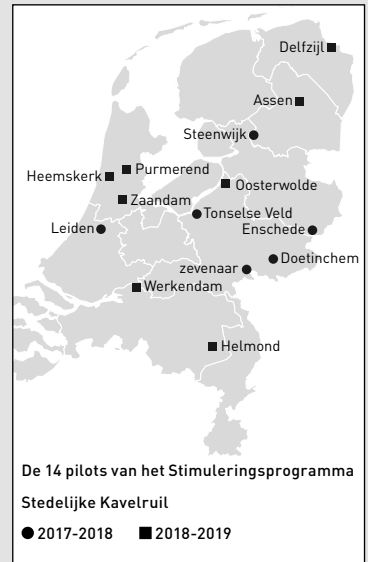 Delfzijl
Assen
Steenwijk
Purmerend
Heemskerk
Oosterwolde
Zaandam
Tonselse Veld
Leiden
Enschede
Doetinchem
zevenaar
Werkendam
Helmond
De 14 pilots van het Stimuleringsprogramma
Stedelijke Kavelruil
2017-2018 2018-2019